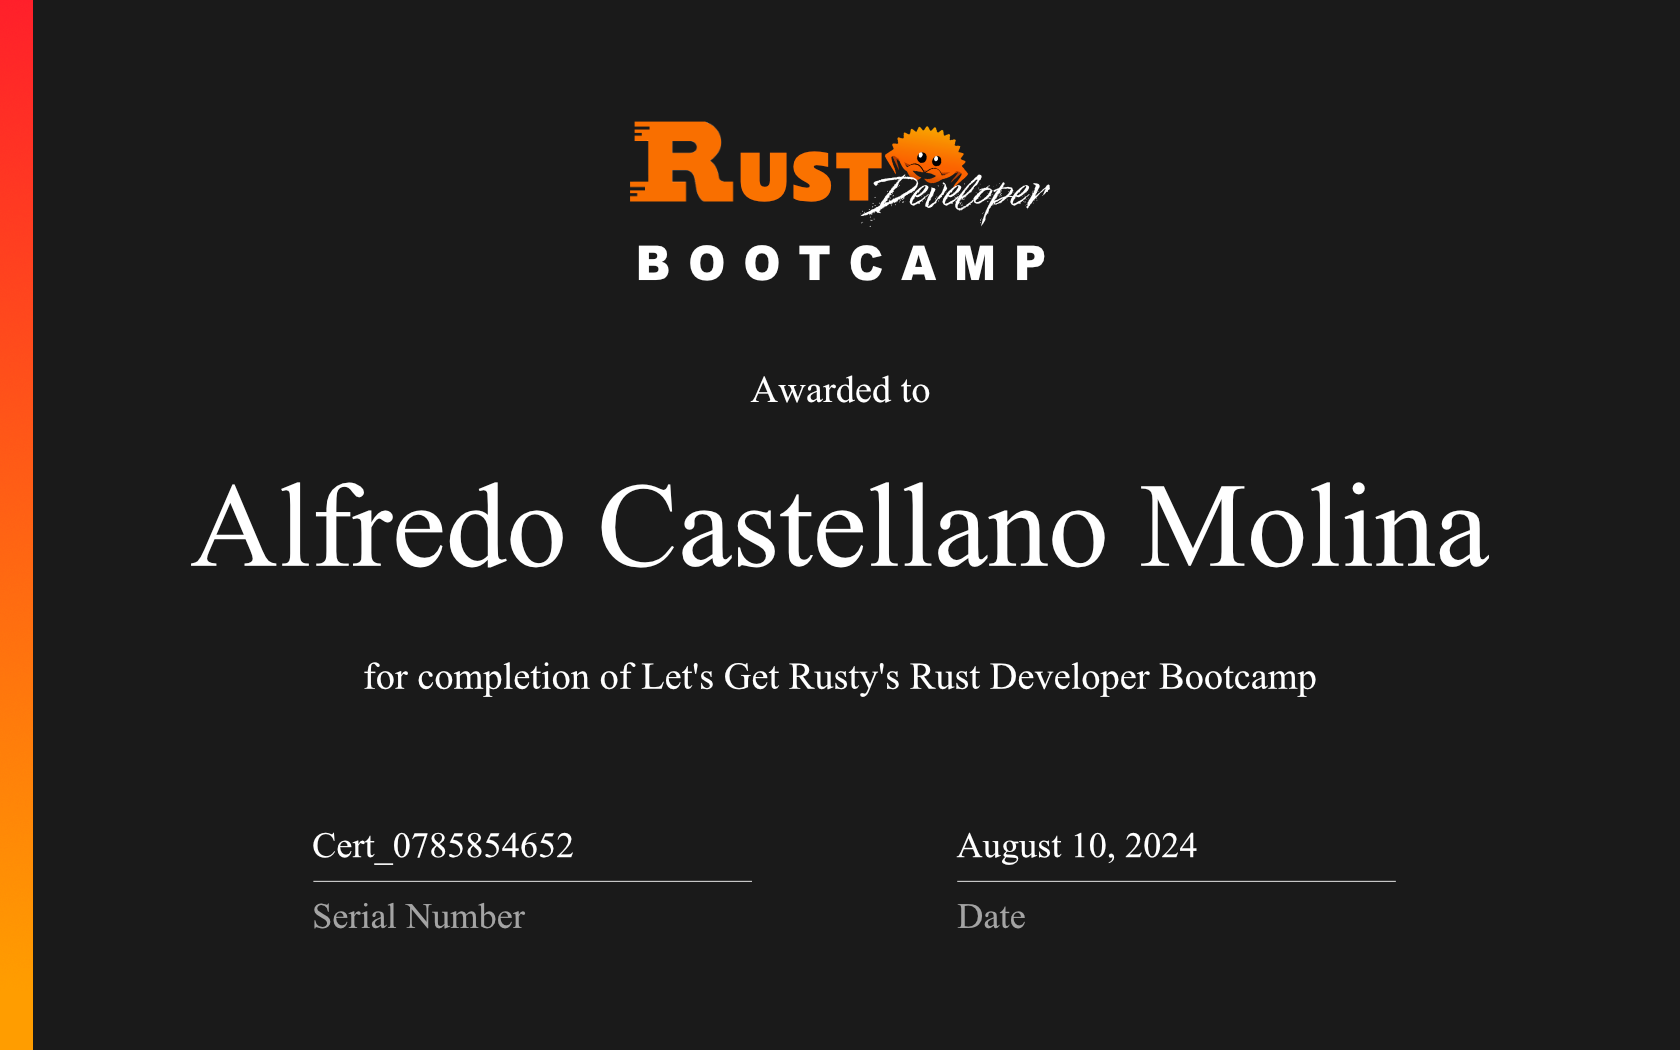 RUST Developer
BOOTCAMP
Awarded to
Alfredo Castellano Molina
for completion of Let's Get Rusty's Rust Developer Bootcamp
Cert_0785854652
August 10, 2024
Serial Number
Date